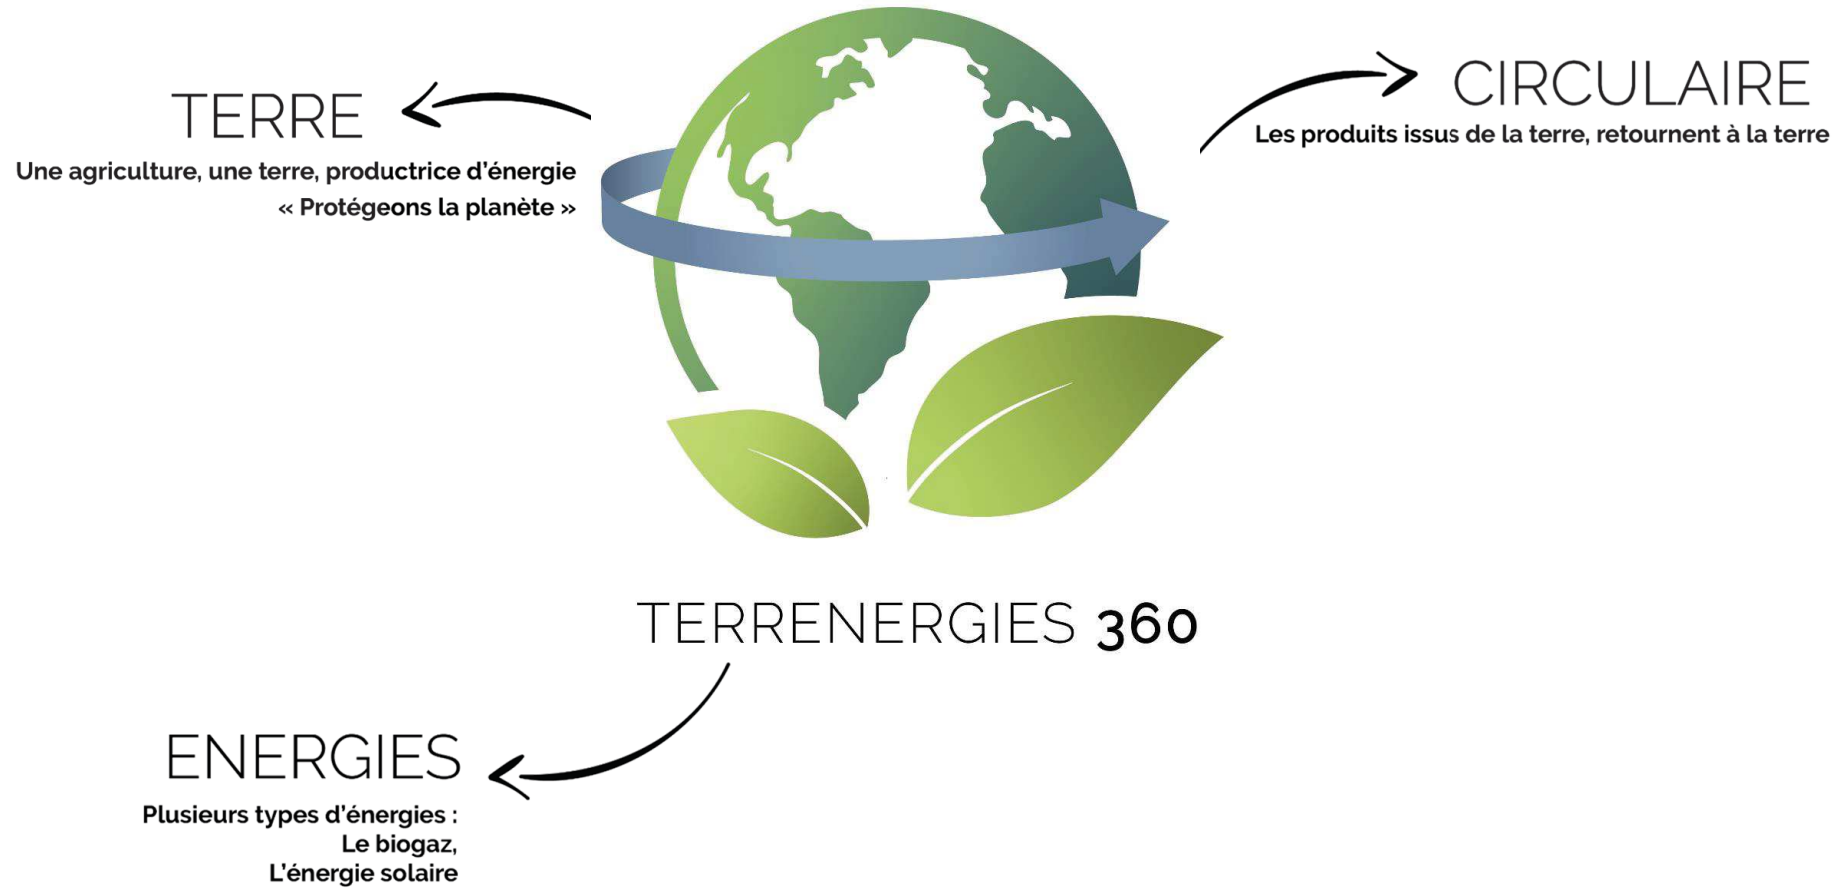 TERRE
Une agriculture, une terre, productrice d'énergie
« Protégeons la planète »
CIRCULAIRE
Les produits issus de la terre, retournent à la terre
TERRENERGIES 360
ENERGIES
Plusieurs types d'énergies :
Le biogaz,
L'énergie solaire